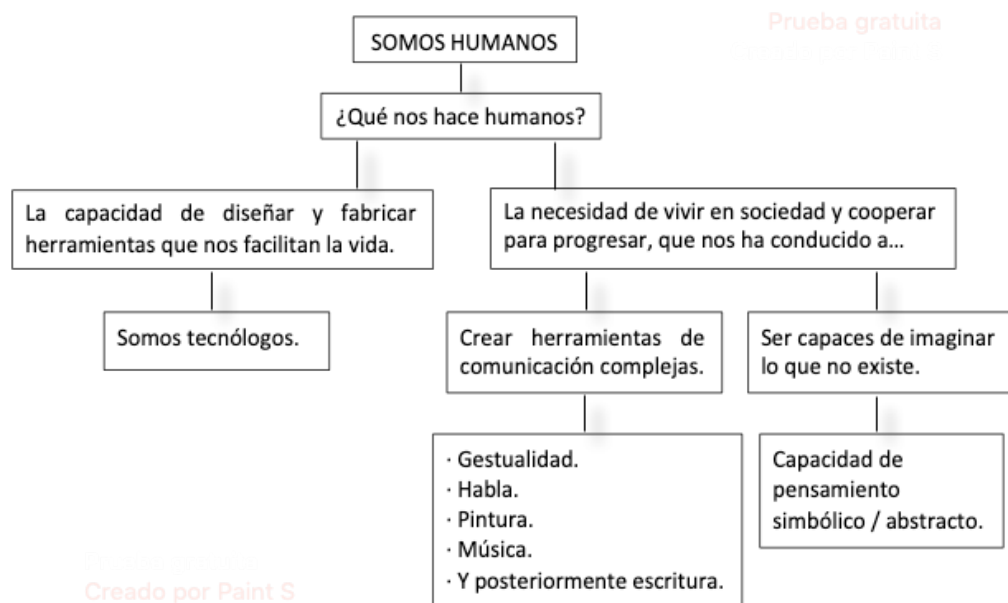 Prueba gratuita
SOMOS HUMANOS
¿Qué nos hace humanos?
La capacidad de diseñar y fabricar
herramientas que nos facilitan la vida.
La necesidad de vivir en sociedad y cooperar
para progresar, que nos ha conducido a...
Somos tecnólogos.
Crear herramientas de
comunicación complejas.
Ser capaces de imaginar
lo que no existe.
· Gestualidad.
· Habla.
· Pintura.
· Música.
· Y posteriormente escritura.
Capacidad de
pensamiento
simbólico / abstracto.
Creado por Paint S